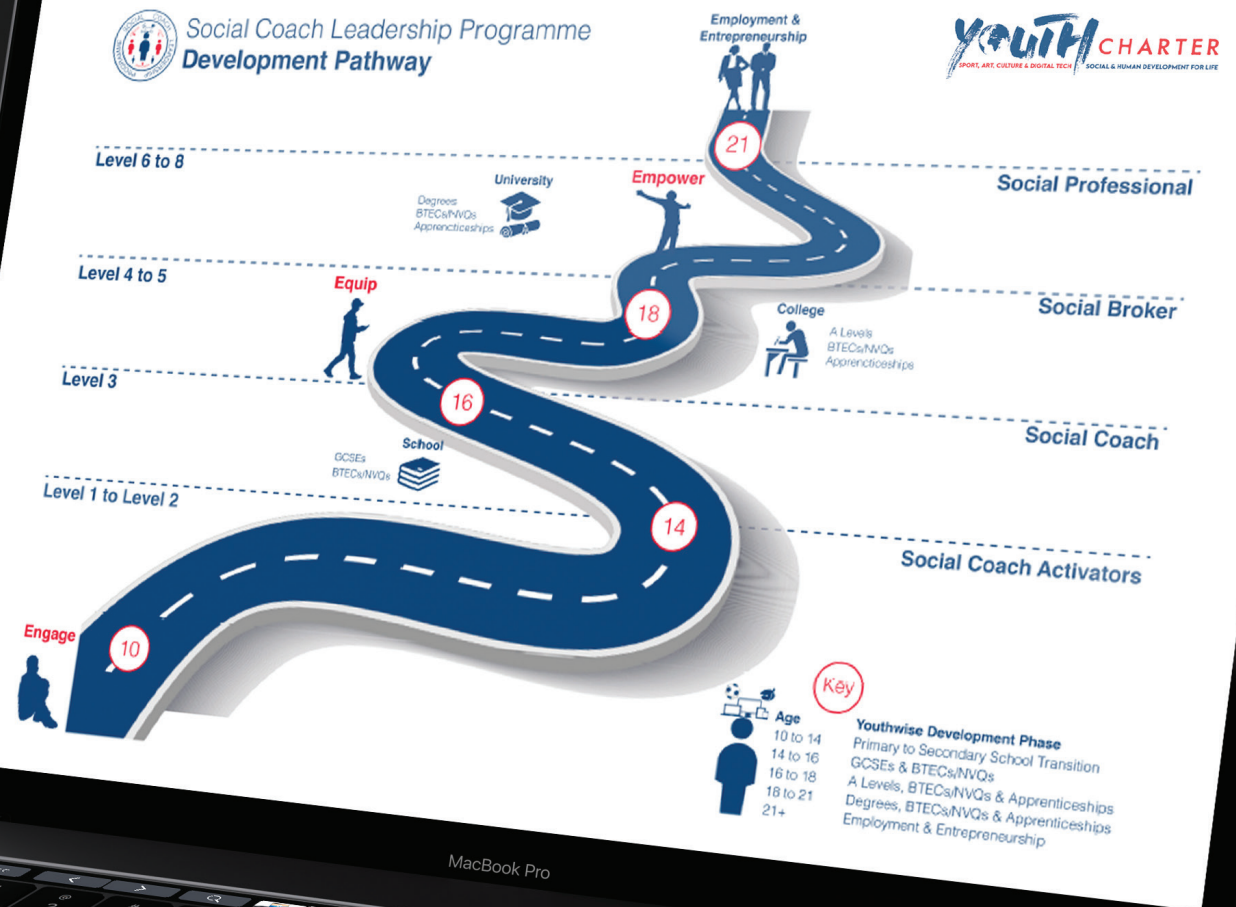 Social Coach Leadership Programme
Development Pathway
Employment &
Entrepreneurship
YOUTH CHARTER
SPORT, ART, CULTURE & DIGITAL TECH
SOCIAL & HUMAN DEVELOPMENT FOR LIFE
21
Level 6 to 8
Social Professional
University
Degrees
BTECs/NVQs
Apprencticeships
Empower
Level 4 to 5
Social Broker
Equip
18
College
A Levels
BTECs/NVQs
Apprencticeships
Level 3
Social Coach
16
School
GCSEs
BTECs/NVQs
Level 1 to Level 2
14
Social Coach Activators
Engage
10
Key
Age
Youthwise Development Phase
10 to 14
Primary to Secondary School Transition
14 to 16
GCSEs & BTECs/NVQs
16 to 18
A Levels, BTECs/NVQs & Apprenticeships
18 to 21
Degrees, BTECs/NVQs & Apprenticeships
21+
Employment & Entrepreneurship
MacBook Pro